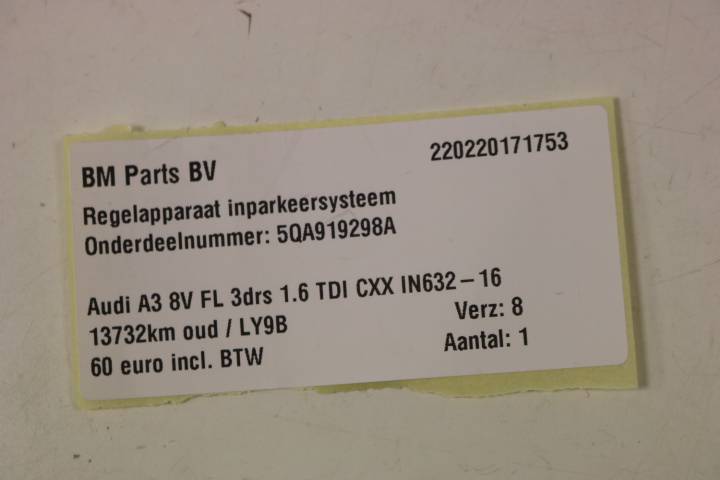 BM Parts BV 220220171753
Regelapparaat inparkeersysteem
Onderdeelnummer: 5QA919298A
Audi A3 8V FL 3drs 1.6 TDI CXX IN632-16
13732km oud / LY9B Verz: 8
60 euro incl. BTW Aantal: 1